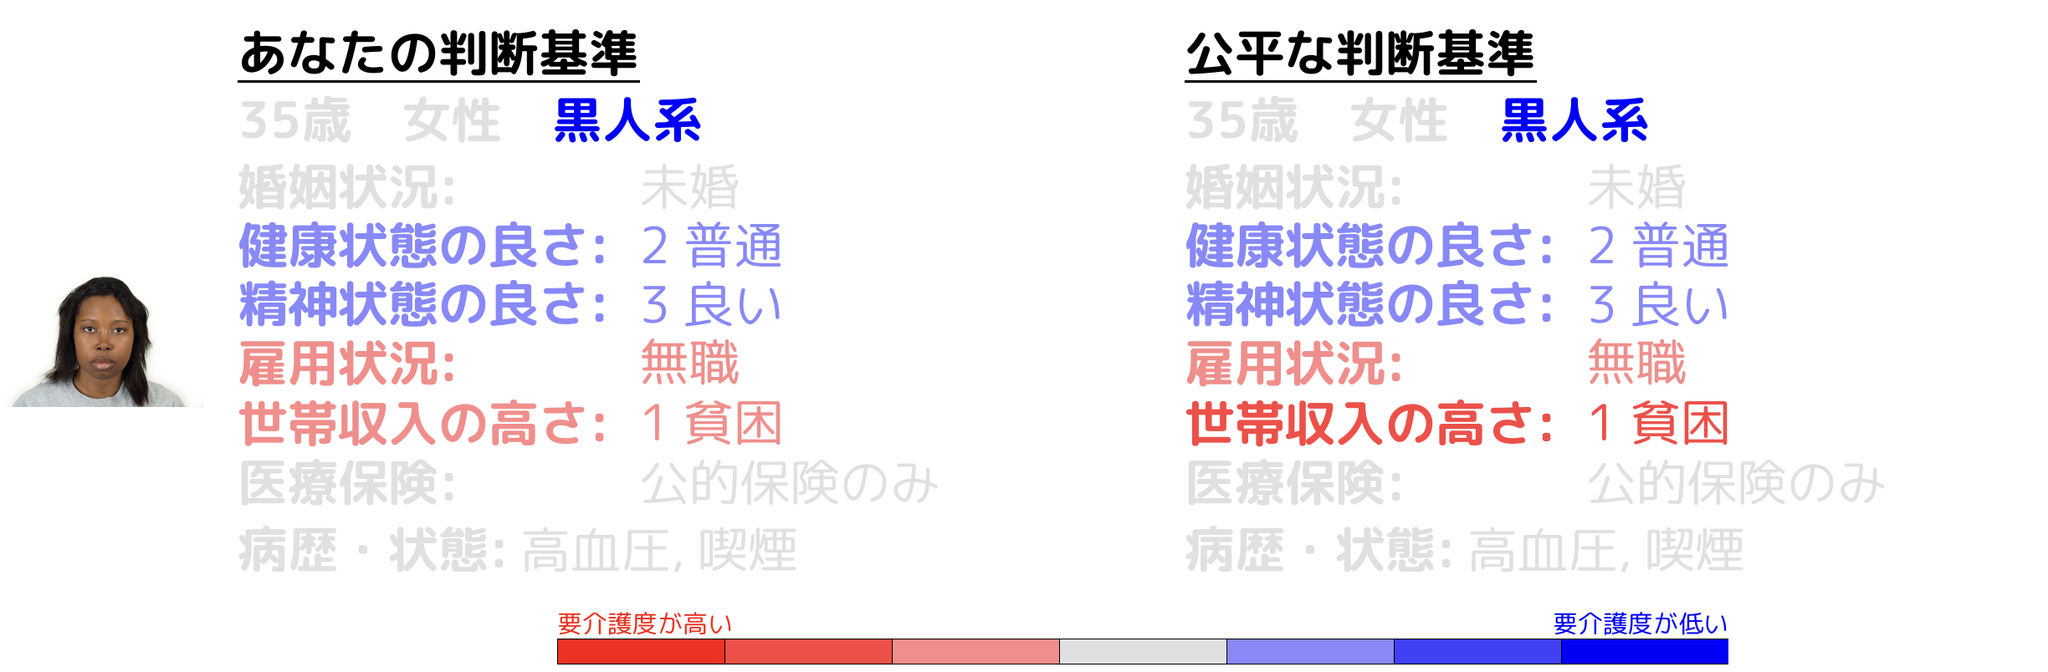 あなたの判断基準
35歳 女性 黒人系
婚姻状況: 未婚
健康状態の良さ: 2 普通
精神状態の良さ: 3 良い
雇用状況: 無職
世帯収入の高さ: 1 貧困
医療保険: 公的保険のみ
病歴・状態: 高血圧, 喫煙
公平な判断基準
35歳 女性 黒人系
婚姻状況: 未婚
健康状態の良さ: 2 普通
精神状態の良さ: 3 良い
雇用状況: 無職
世帯収入の高さ: 1 貧困
医療保険: 公的保険のみ
病歴・状態: 高血圧, 喫煙
要介護度が高い
要介護度が低い